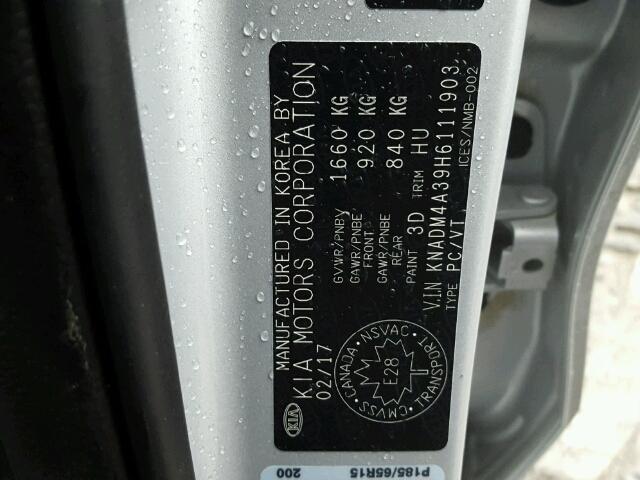 MANUFACTURED IN KOREA BY
KIA MOTORS CORPORATION
02/17
GVWR/PNBV 1660 KG
GAWR/PNBE FRONT 920 KG
GAWR/PNBE REAR 840 KG
PAINT 3D TRIM HU
VIN KNADM4A39H6111903
TYPE PC/VT ICES/NMB-002
CANADA · NSVAC · TRANSPORT · CMVSS
E28
KIA
P185/65R15
200